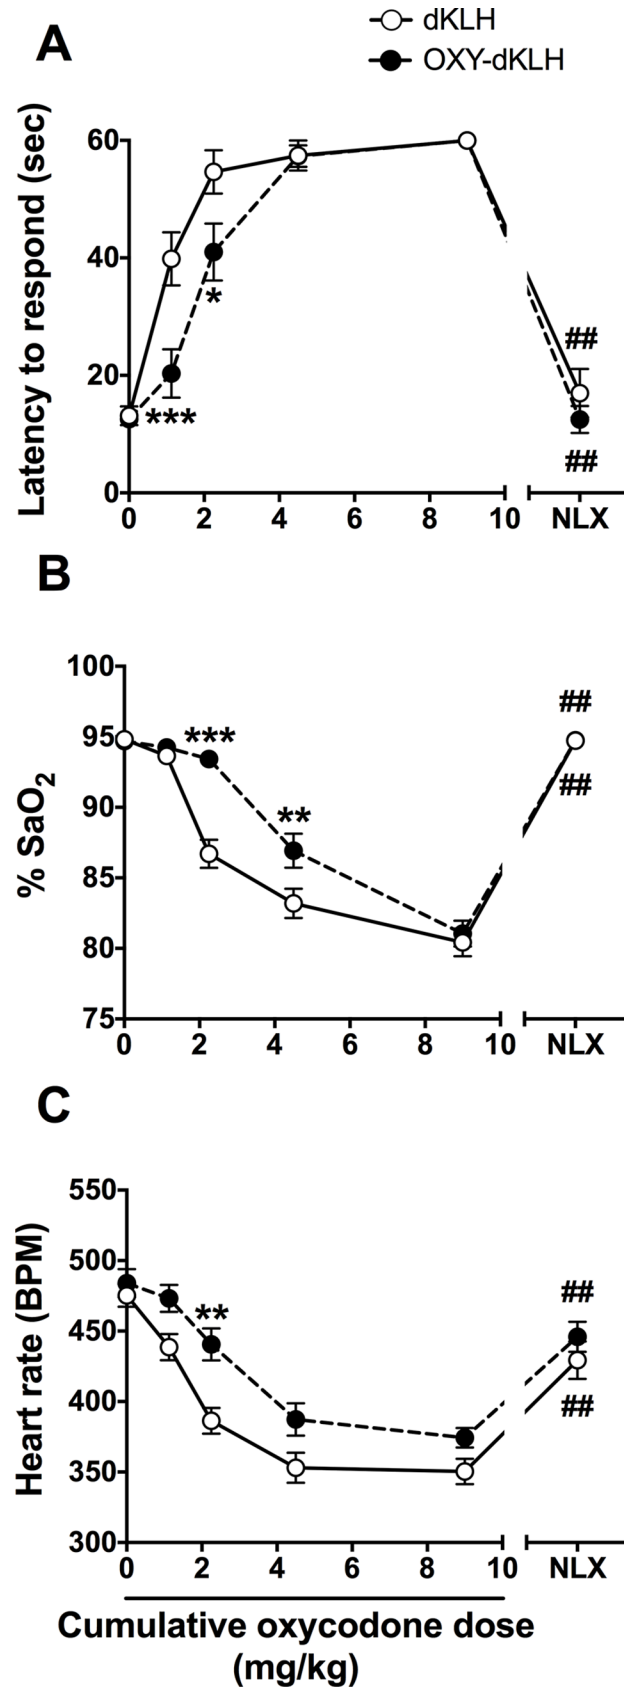 A
dKLH
OXY-dKLH
Latency to respond (sec)
60
40
20
0
***
*
##
##
0 2 4 6 8 10 NLX
B
% SaO2
100
95
90
85
80
75
***
**
##
##
0 2 4 6 8 10 NLX
C
Heart rate (BPM)
550
500
450
400
350
300
**
##
##
0 2 4 6 8 10 NLX
Cumulative oxycodone dose
(mg/kg)